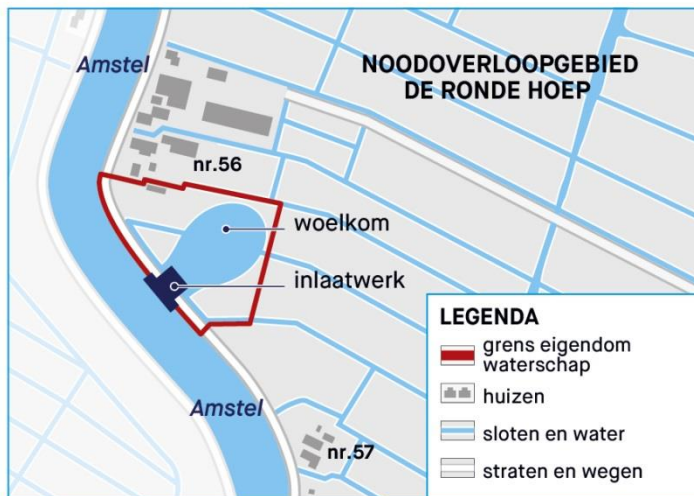 Amstel
NOODOVERLOOPGEBIED
DE RONDE HOEP
nr.56
woelkom
inlaatwerk
Amstel
nr.57
LEGENDA
grens eigendom
waterschap
huizen
sloten en water
straten en wegen